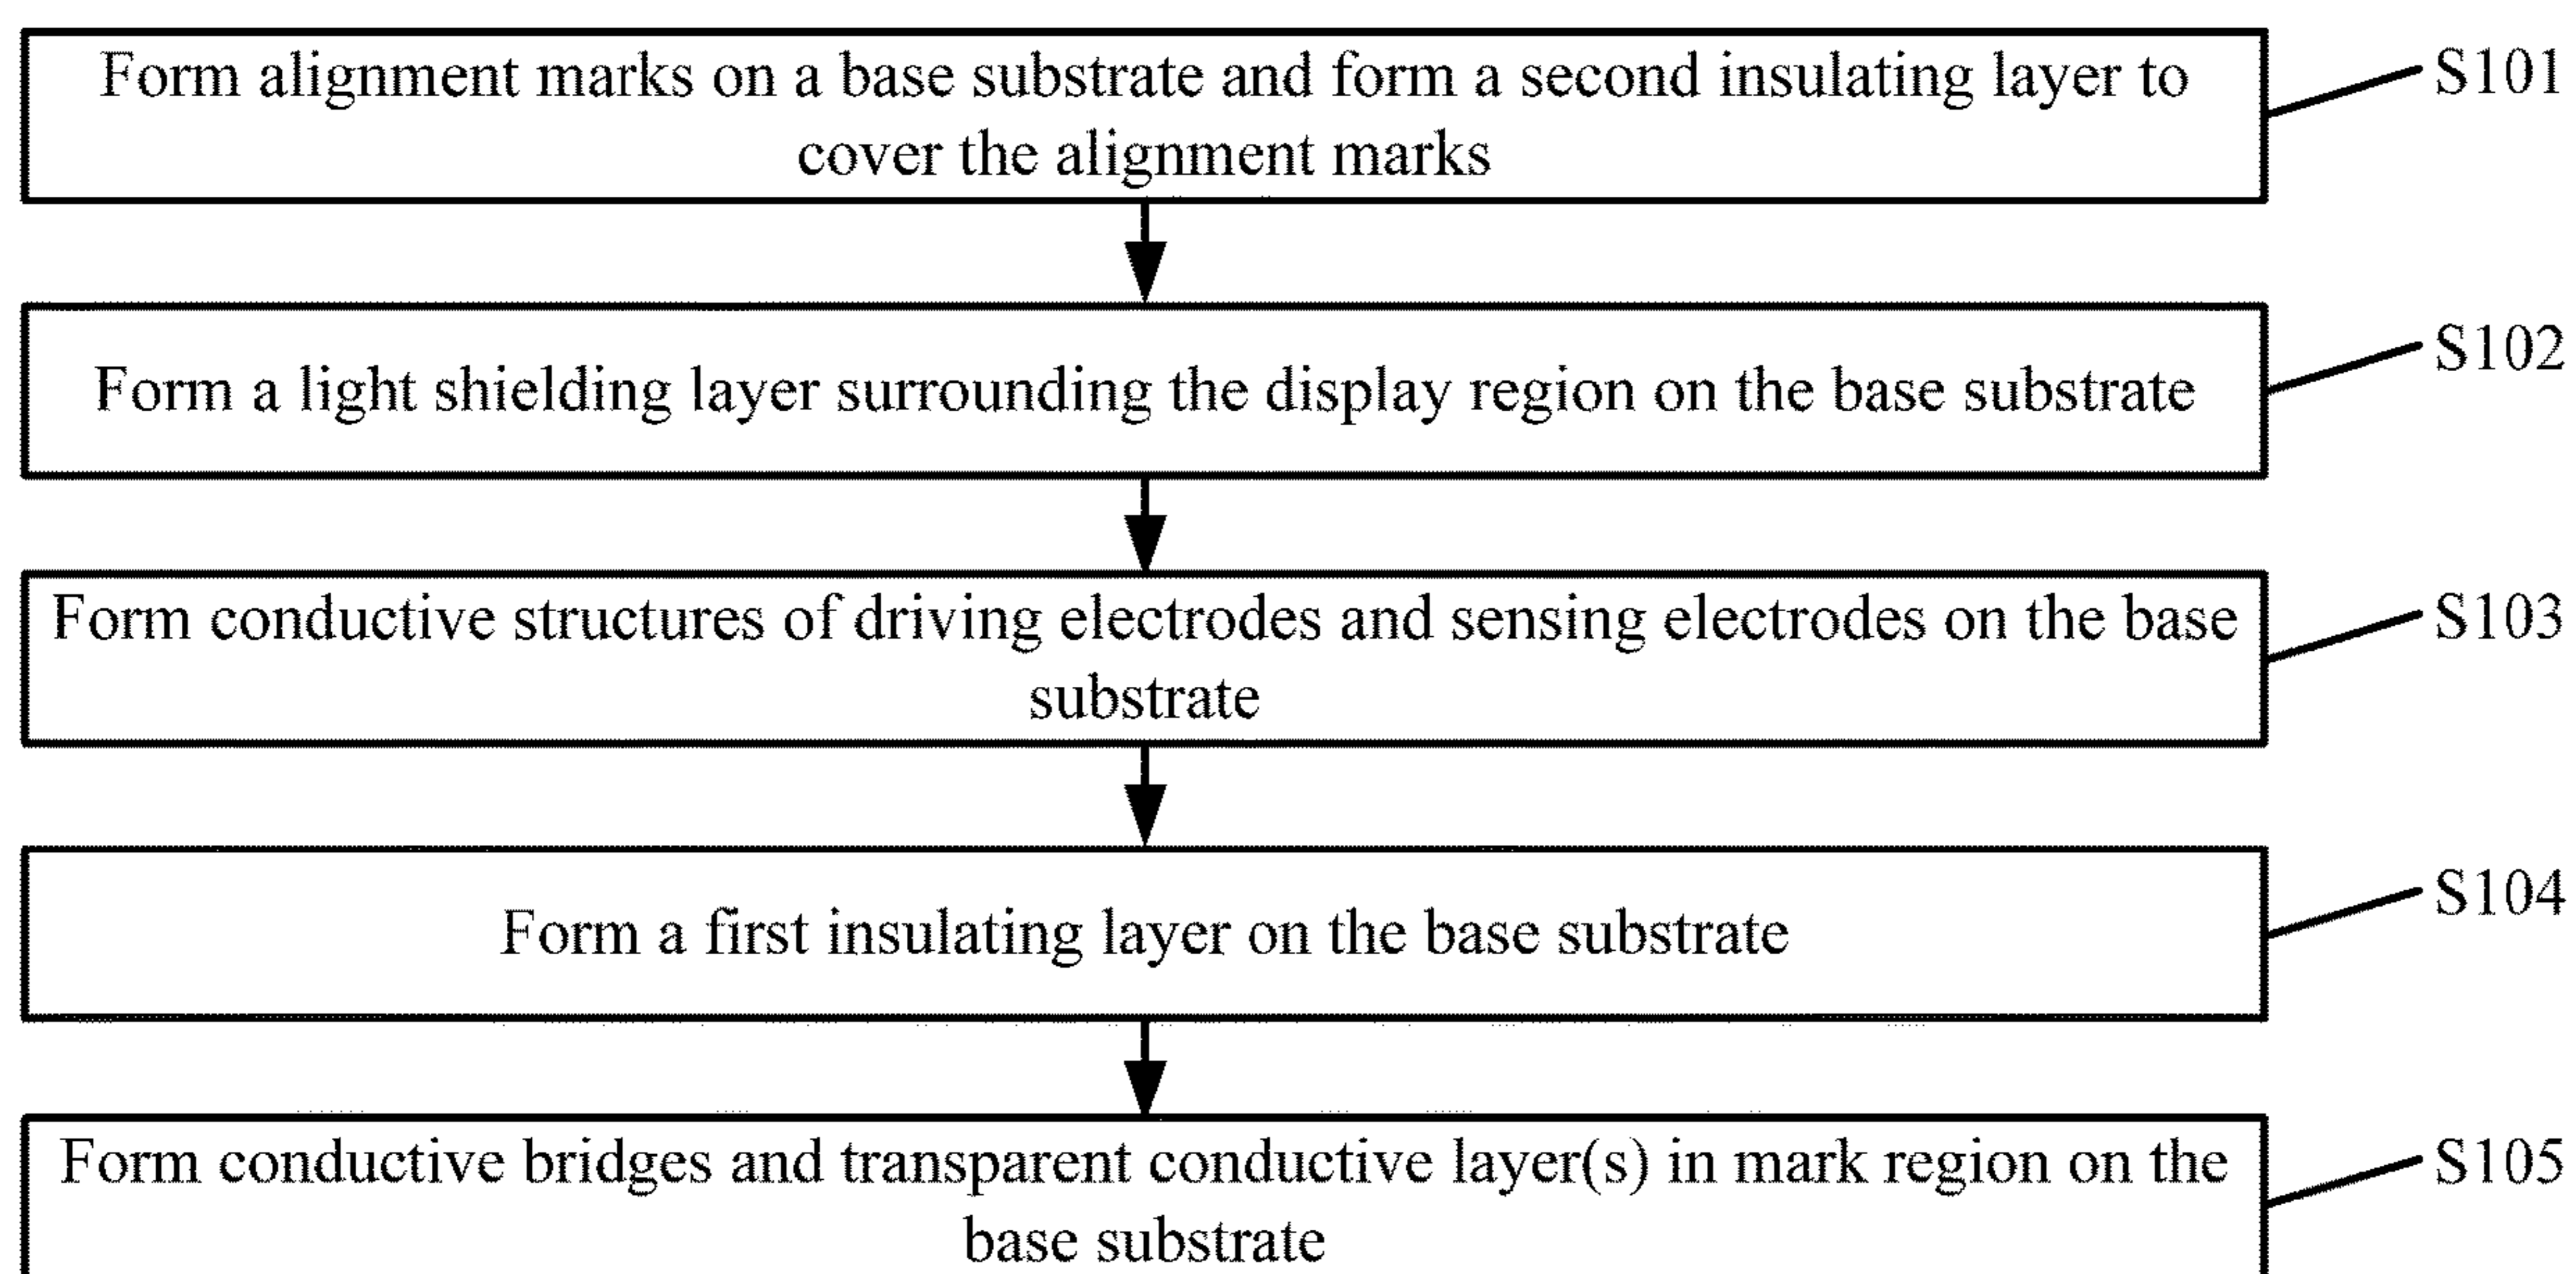 Form alignment marks on a base substrate and form a second insulating layer to
cover the alignment marks
S101
Form a light shielding layer surrounding the display region on the base substrate
S102
Form conductive structures of driving electrodes and sensing electrodes on the base
substrate
S103
Form a first insulating layer on the base substrate
S104
Form conductive bridges and transparent conductive layer(s) in mark region on the
base substrate
S105